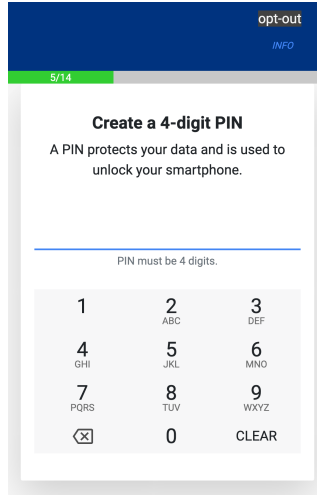 opt-out
INFO
5/14
Create a 4-digit PIN
A PIN protects your data and is used to
unlock your smartphone.
PIN must be 4 digits.
1 2 3
ABC DEF
4 5 6
GHI JKL MNO
7 8 9
PQRS TUV WXYZ
0 CLEAR